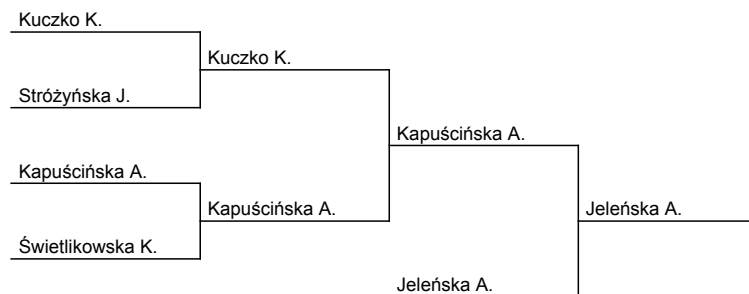 Kuczko K.
Kuczko K.
Stróżyńska J.
Kapuścińska A.
Kapuścińska A.
Kapuścińska A.
Jeleńska A.
Świetlikowska K.
Jeleńska A.